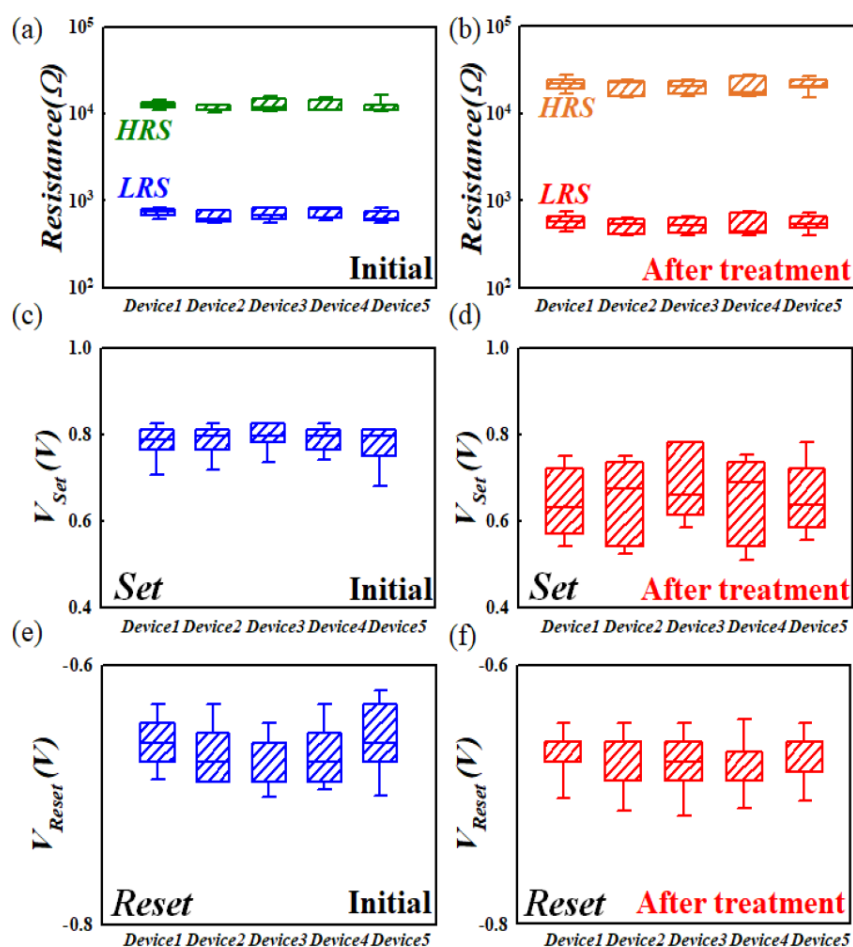 (a)
10⁵
10⁴
10³
10²
Resistance(Ω)
HRS
LRS
Initial
Device1 Device2 Device3 Device4 Device5
(b)
10⁵
10⁴
10³
10²
Resistance(Ω)
HRS
LRS
After treatment
Device1 Device2 Device3 Device4 Device5
(c)
1.0
0.8
0.6
0.4
V_Set (V)
Set
Initial
Device1 Device2 Device3 Device4 Device5
(d)
1.0
0.8
0.6
0.4
V_Set (V)
Set
After treatment
Device1 Device2 Device3 Device4 Device5
(e)
-0.6
-0.8
V_Reset (V)
Reset
Initial
Device1 Device2 Device3 Device4 Device5
(f)
-0.6
-0.8
V_Reset (V)
Reset
After treatment
Device1 Device2 Device3 Device4 Device5